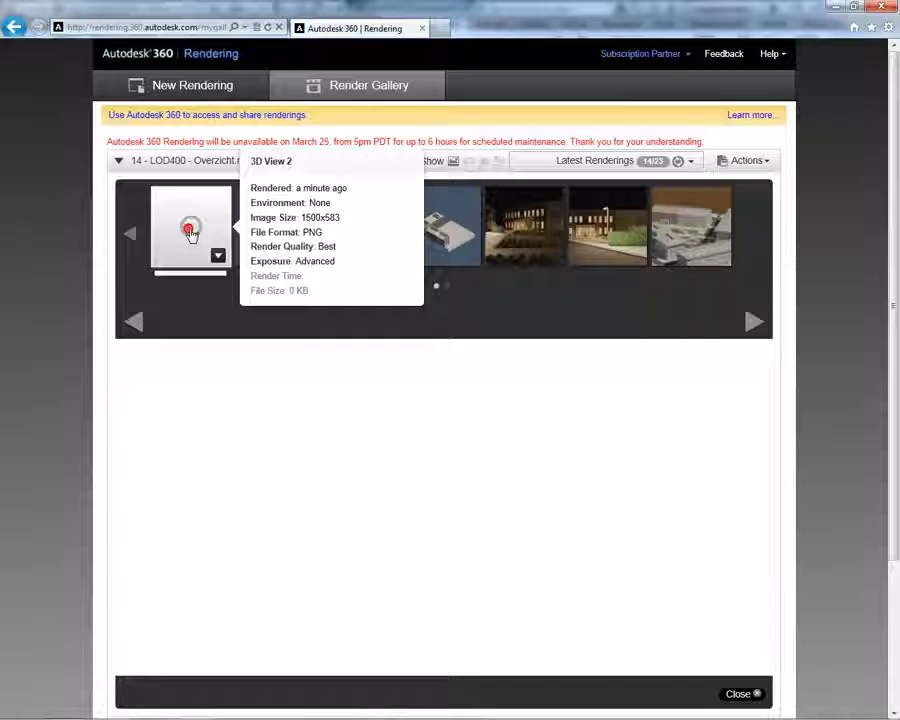 http://rendering.360.autodesk.com/mygall
Autodesk 360 | Rendering
Autodesk® 360 | Rendering
Subscription Partner
Feedback
Help
New Rendering
Render Gallery
Use Autodesk 360 to access and share renderings.
Learn more...
Autodesk 360 Rendering will be unavailable on March 25, from 5pm PDT for up to 6 hours for scheduled maintenance. Thank you for your understanding.
14 - LOD400 - Overzicht.r
Show
Latest Renderings 14/23
Actions
3D View 2
Rendered: a minute ago
Environment: None
Image Size: 1500x583
File Format: PNG
Render Quality: Best
Exposure: Advanced
Render Time:
File Size: 0 KB
Close